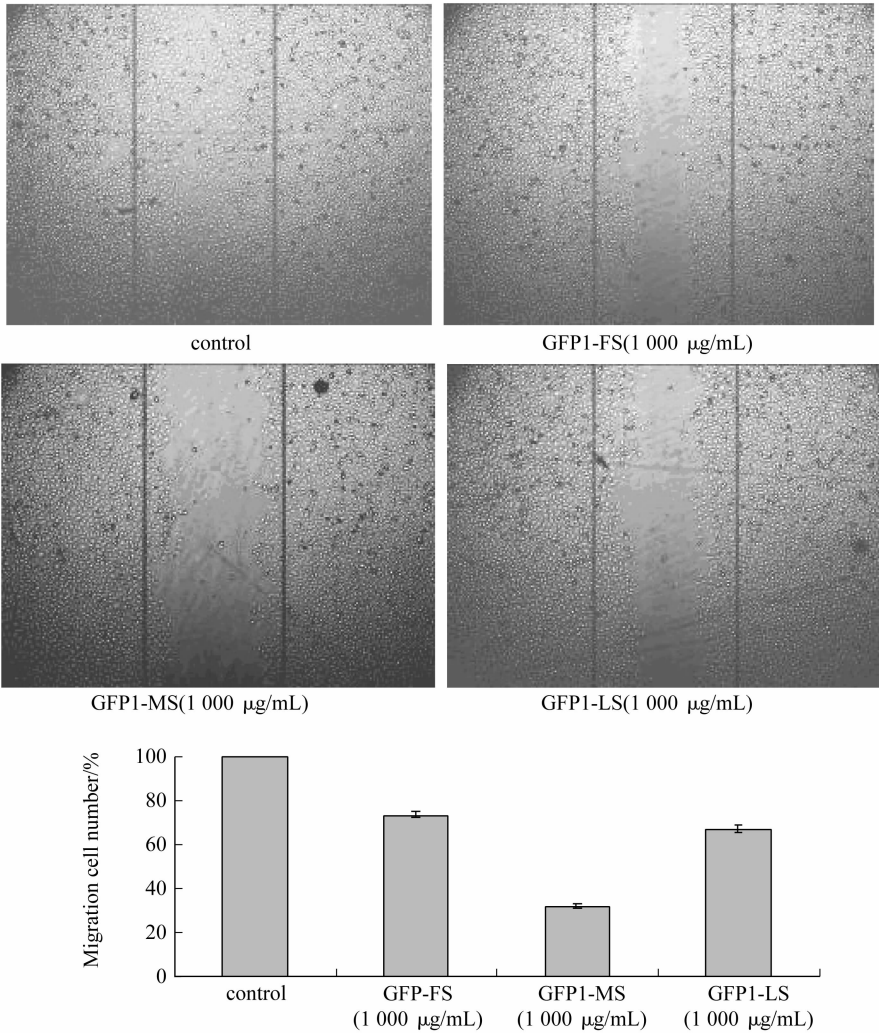 control
GFP1-FS(1 000 μg/mL)
GFP1-MS(1 000 μg/mL)
GFP1-LS(1 000 μg/mL)
Migration cell number/%
100
80
60
40
20
0
control
GFP-FS
(1 000 μg/mL)
GFP1-MS
(1 000 μg/mL)
GFP1-LS
(1 000 μg/mL)